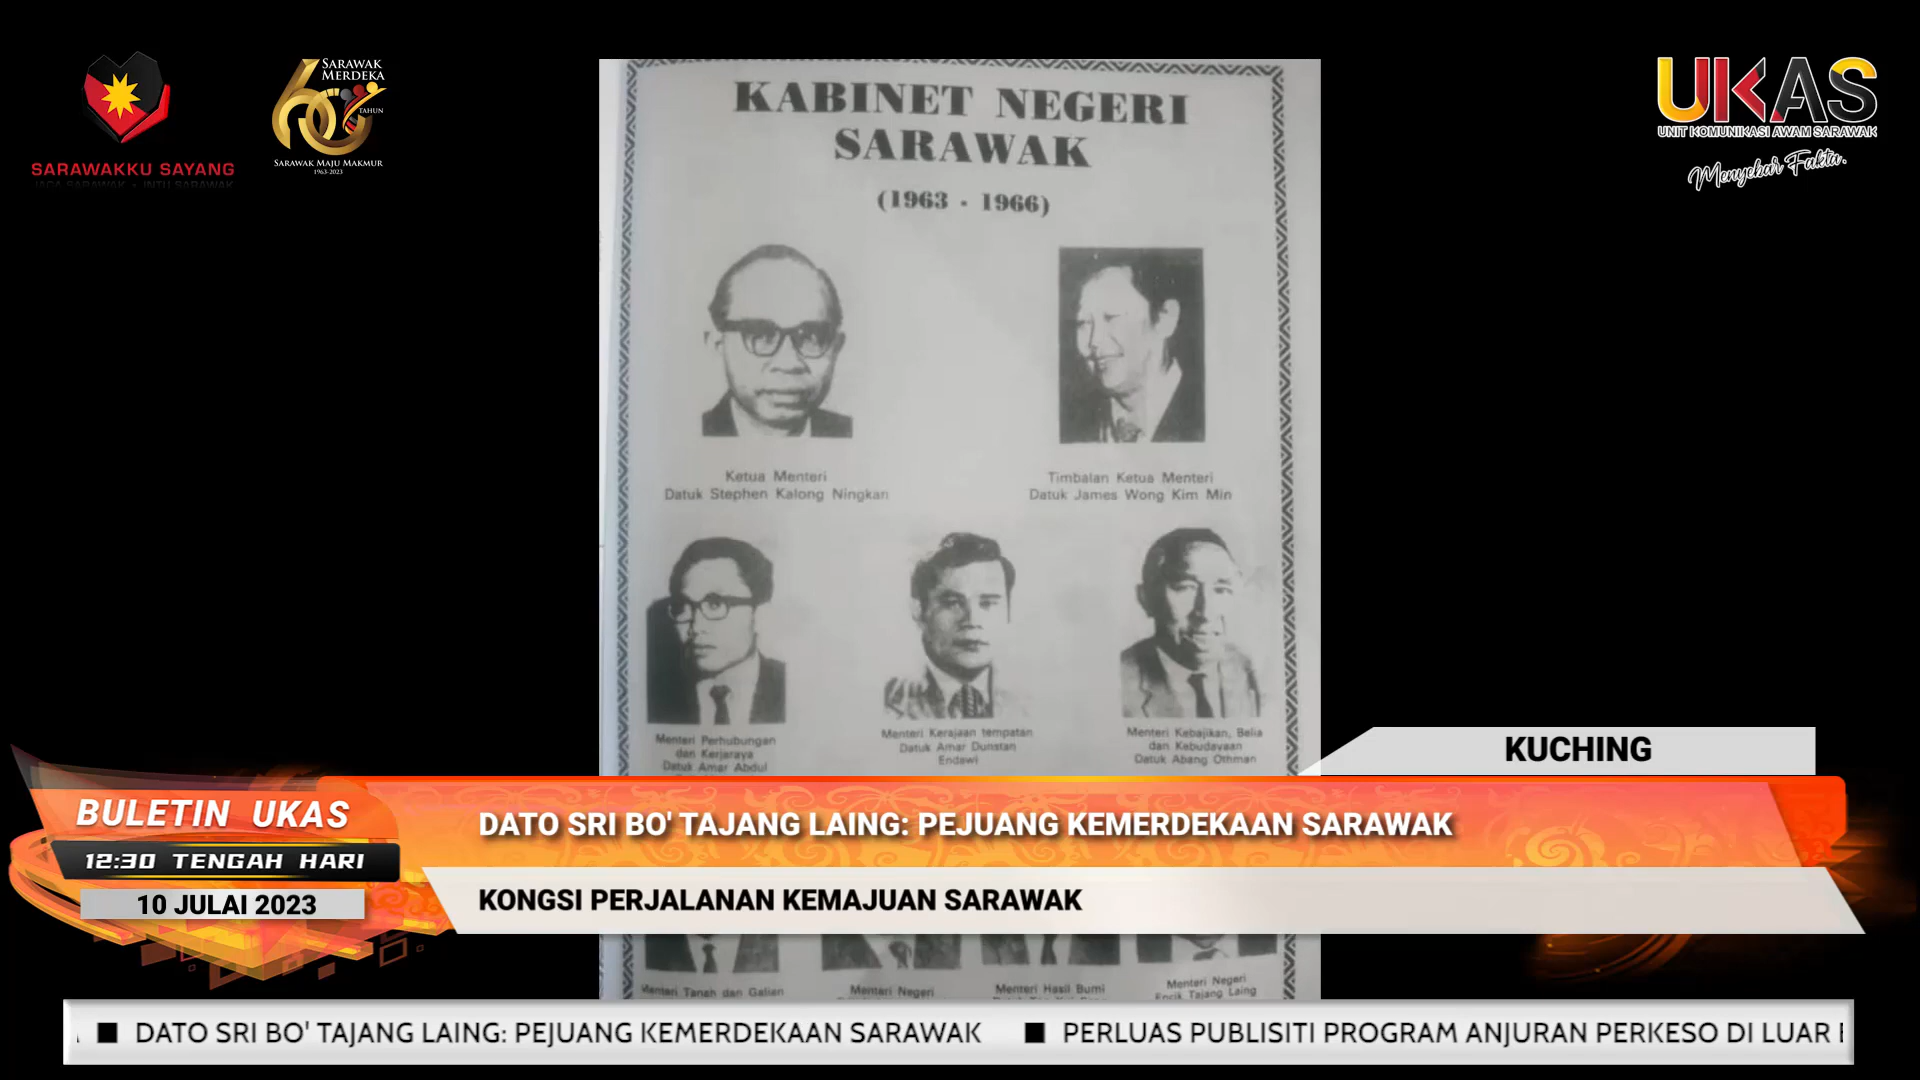 SARAWAKKU SAYANG
JAGA SARAWAK • INTU SARAWAK
60
SARAWAK
MERDEKA
TAHUN
SARAWAK MAJU MAKMUR
1963-2023
UKAS
UNIT KOMUNIKASI AWAM SARAWAK
Menyebar Fakta.
KABINET NEGERI
SARAWAK
(1963 - 1966)
Ketua Menteri
Datuk Stephen Kalong Ningkan
Timbalan Ketua Menteri
Datuk James Wong Kim Min
Menteri Perhubungan
dan Kerjaraya
Datuk Amar Abdul
Menteri Kerajaan tempatan
Datuk Amar Dunstan
Endawi
Menteri Kebajikan, Belia
dan Kebudayaan
Datuk Abang Othman
KUCHING
BULETIN UKAS
12:30 TENGAH HARI
10 JULAI 2023
DATO SRI BO' TAJANG LAING: PEJUANG KEMERDEKAAN SARAWAK
KONGSI PERJALANAN KEMAJUAN SARAWAK
Menteri Tanah dan Galian
Menteri Negeri
Menteri Hasil Bumi
Menteri Negeri
Encik Tajang Laing
■ DATO SRI BO' TAJANG LAING: PEJUANG KEMERDEKAAN SARAWAK ■ PERLUAS PUBLISITI PROGRAM ANJURAN PERKESO DI LUAR